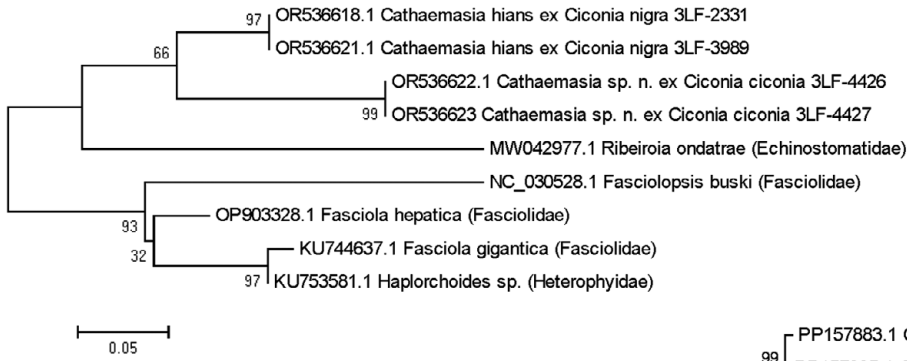 97
OR536618.1 Cathaemasia hians ex Ciconia nigra 3LF-2331
OR536621.1 Cathaemasia hians ex Ciconia nigra 3LF-3989
66
OR536622.1 Cathaemasia sp. n. ex Ciconia ciconia 3LF-4426
99
OR536623 Cathaemasia sp. n. ex Ciconia ciconia 3LF-4427
MW042977.1 Ribeiroia ondatrae (Echinostomatidae)
NC_030528.1 Fasciolopsis buski (Fasciolidae)
93
OP903328.1 Fasciola hepatica (Fasciolidae)
32
KU744637.1 Fasciola gigantica (Fasciolidae)
97
KU753581.1 Haplorchoides sp. (Heterophyidae)
0.05
PP157883.1
99